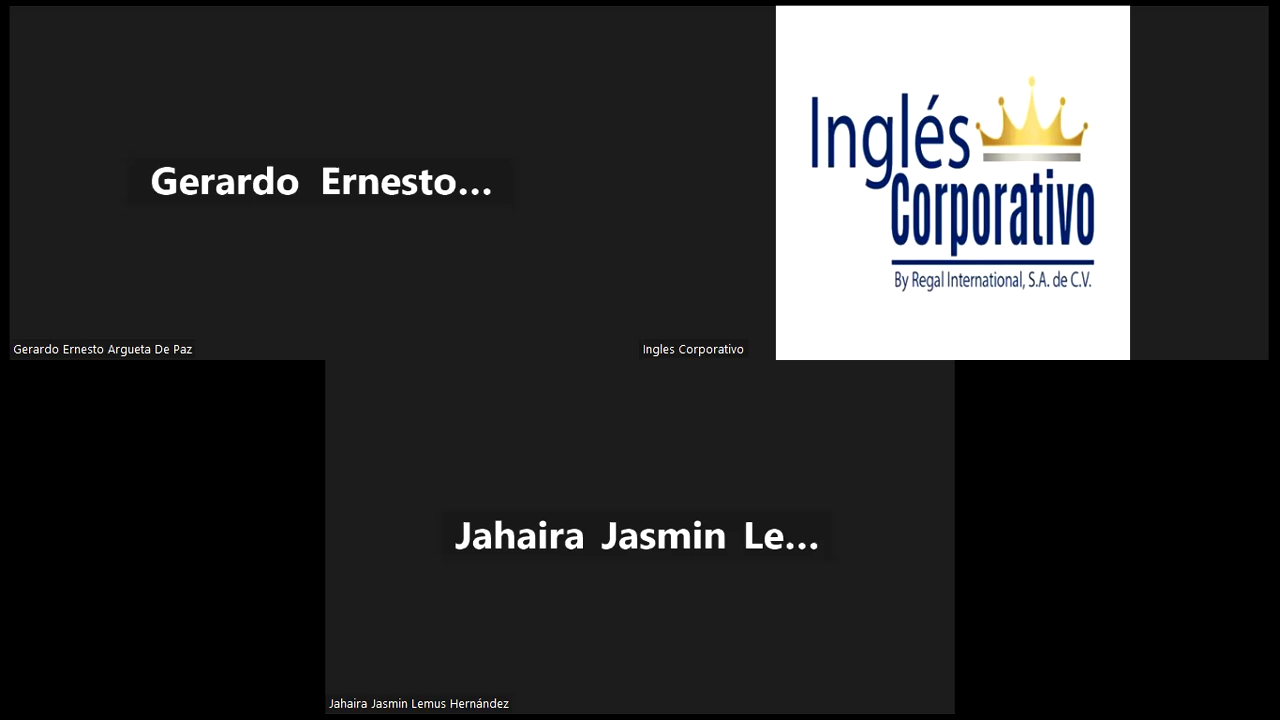 Gerardo Ernesto...
Gerardo Ernesto Argueta De Paz
Inglés
Corporativo
By Regal International, S.A. de C.V.
Ingles Corporativo
Jahaira Jasmin Le...
Jahaira Jasmin Lemus Hernández